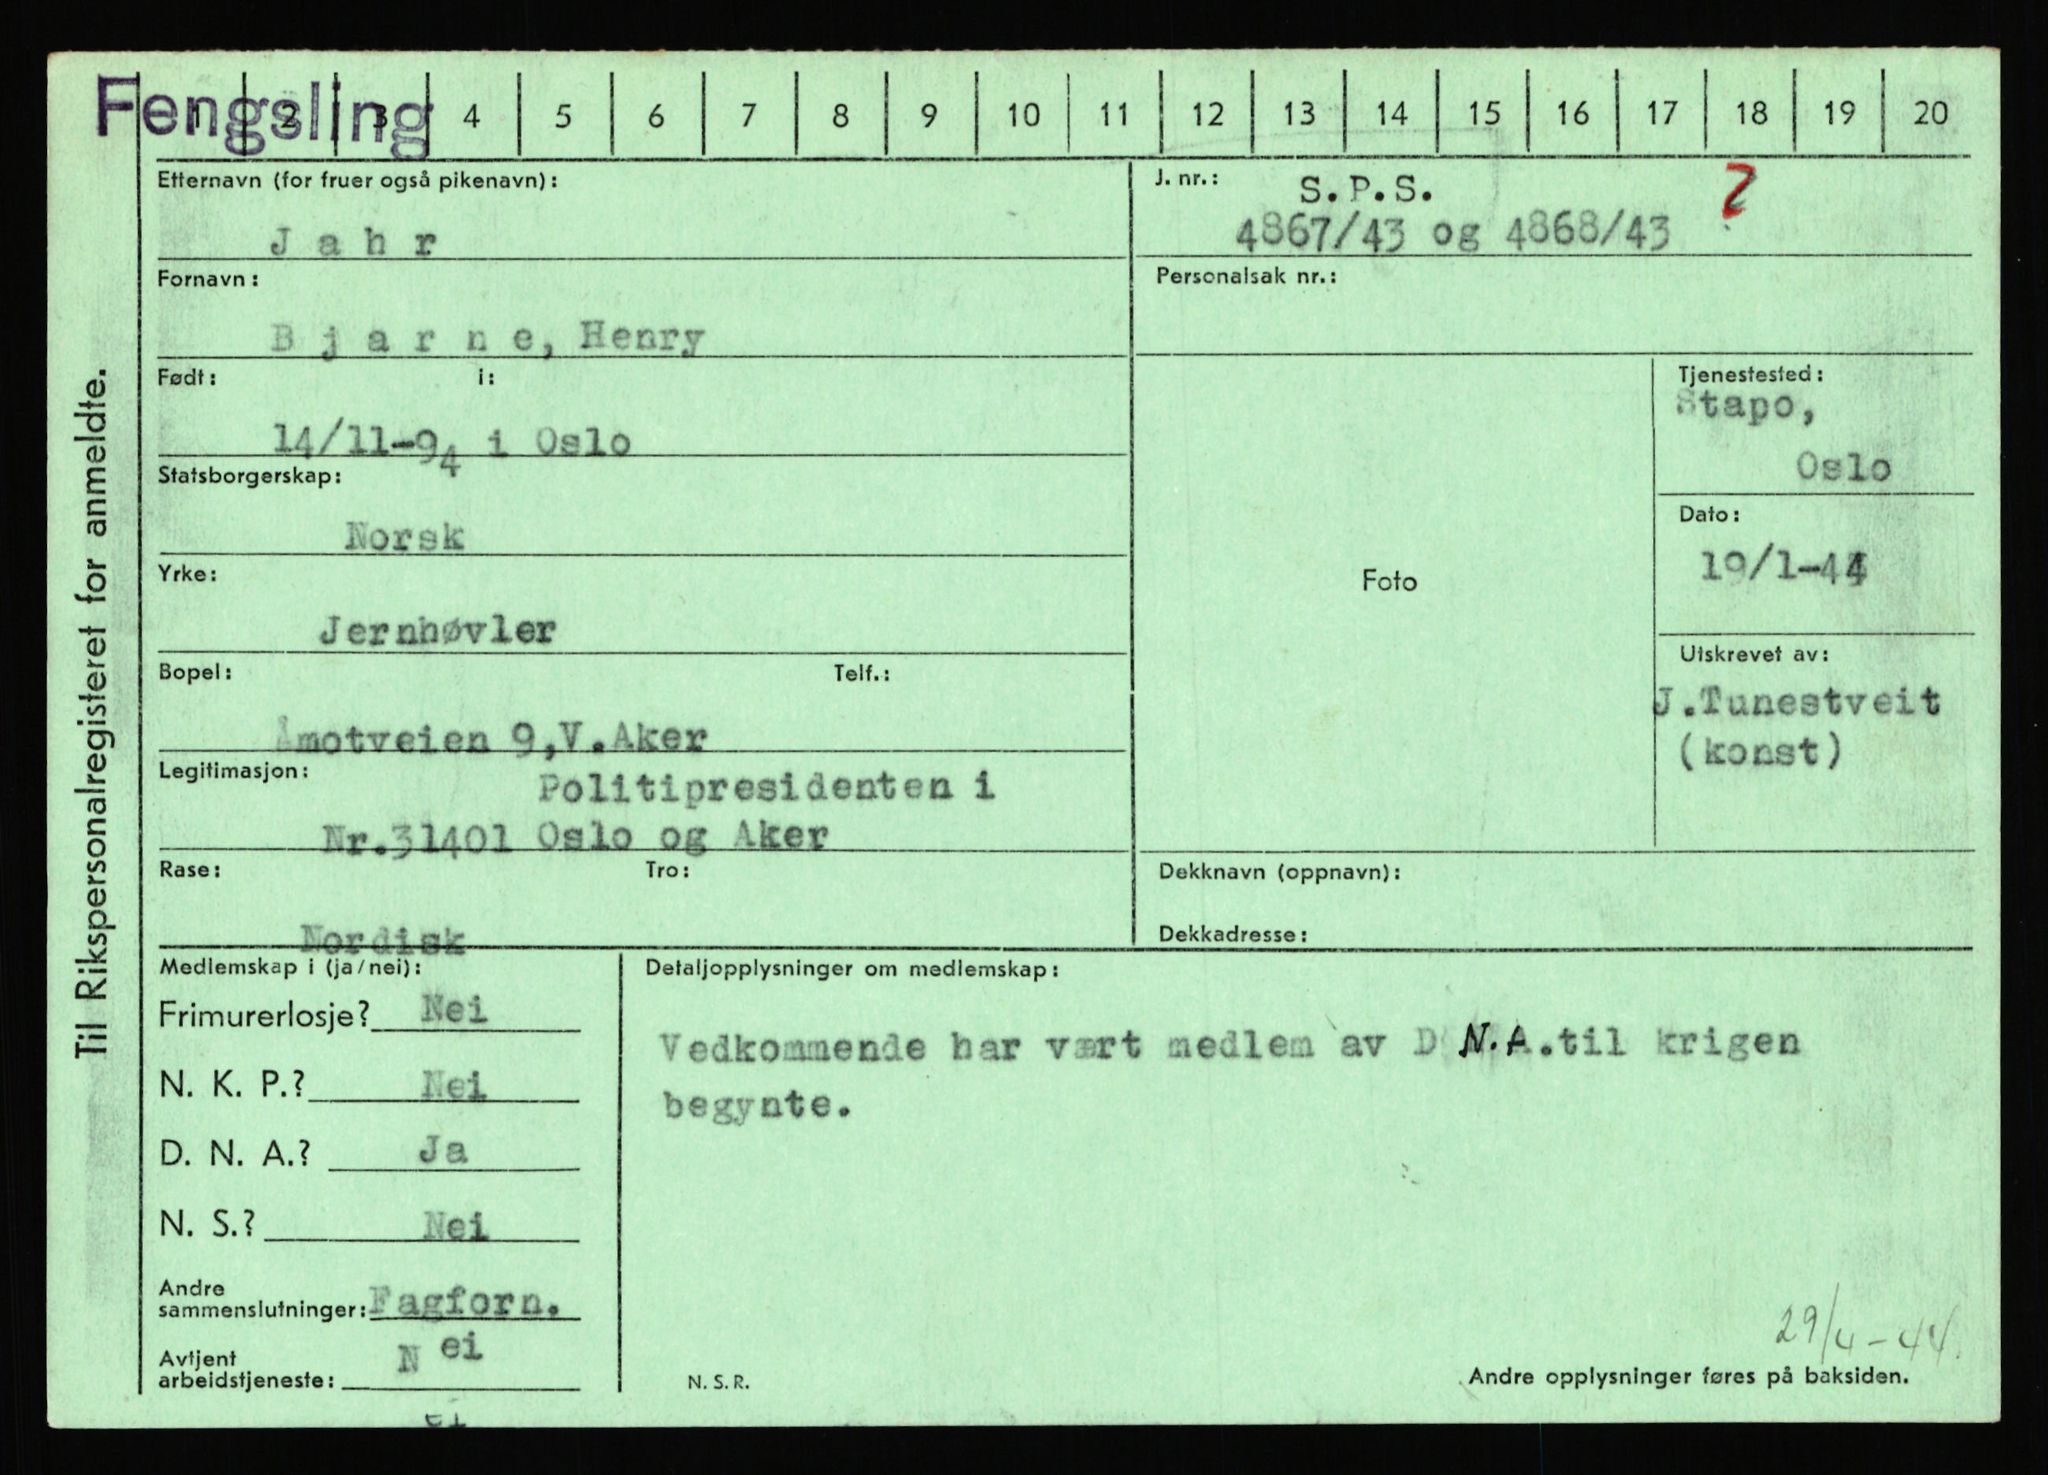 Fengsling
1 2 3 4 5 6 7 8 9 10 11 12 13 14 15 16 17 18 19 20
Til Rikspersonalregisteret for anmeldte.
Etternavn (for fruer også pikenavn):
Jahr
Fornavn:
Bjarne, Henry
Født: i:
14/11-94 i Oslo
Statsborgerskap:
Norsk
Yrke:
Jernhøvler
Bopel: Telf.:
Åmotveien 9, V. Aker
Legitimasjon:
Politipresidenten i
Nr. 31401 Oslo og Aker
Rase: Tro:
Nordisk
J. nr.: S.P.S. ?
4867/43 og 4868/43
Personalsak nr.:
Foto
Tjenestested:
Stapo,
Oslo
Dato:
19/1-44
Utskrevet av:
J. Tunestveit
(konst)
Dekknavn (oppnavn):
Dekkadresse:
Medlemskap i (ja/nei):
Frimurerlosje? Nei
N. K. P.? Nei
D. N. A.? Ja
N. S.? Nei
Andre
sammenslutninger: Fagforn.
Avtjent
arbeidstjeneste: Nei
ei
Detaljopplysninger om medlemskap:
Vedkommende har vært medlem av D N.A. til krigen
begynte.
29/4-44.
N. S. R.
Andre opplysninger føres på baksiden.